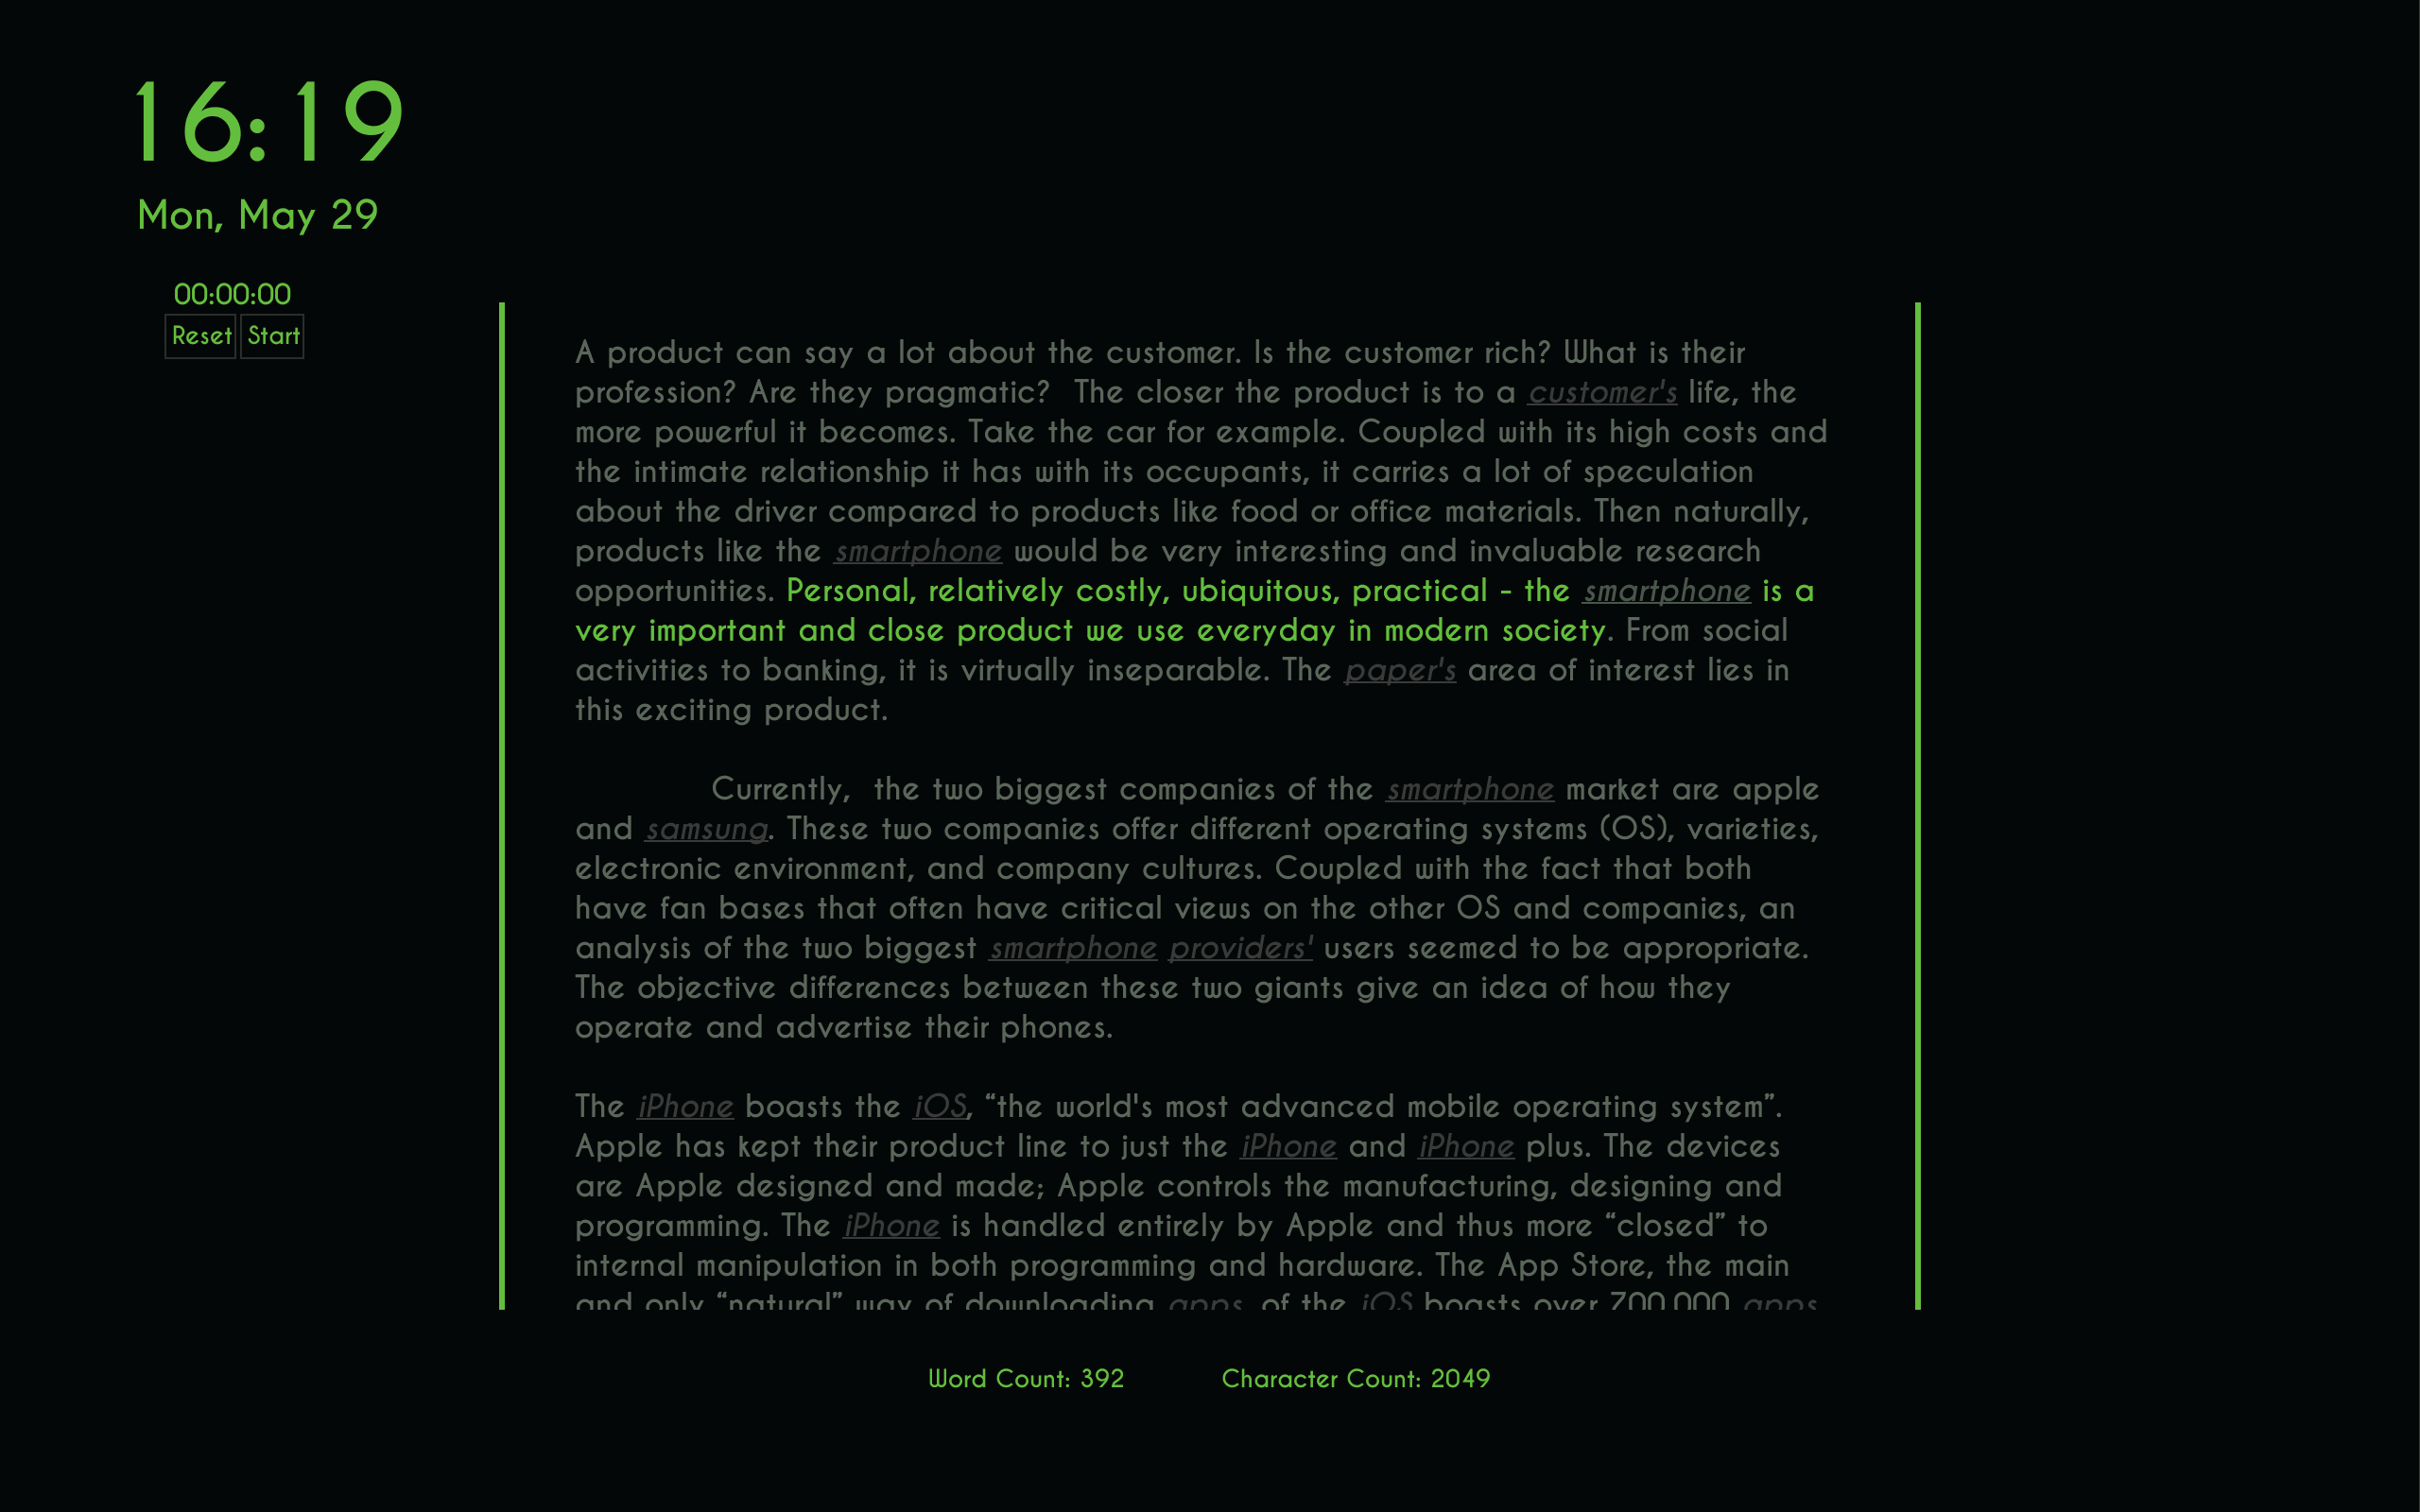 16:19
Mon, May 29
00:00:00
Reset Start
A product can say a lot about the customer. Is the customer rich? What is their
profession? Are they pragmatic?  The closer the product is to a customer's life, the
more powerful it becomes. Take the car for example. Coupled with its high costs and
the intimate relationship it has with its occupants, it carries a lot of speculation
about the driver compared to products like food or office materials. Then naturally,
products like the smartphone would be very interesting and invaluable research
opportunities. Personal, relatively costly, ubiquitous, practical - the smartphone is a
very important and close product we use everyday in modern society. From social
activities to banking, it is virtually inseparable. The paper's area of interest lies in
this exciting product.
Currently,  the two biggest companies of the smartphone market are apple
and samsung. These two companies offer different operating systems (OS), varieties,
electronic environment, and company cultures. Coupled with the fact that both
have fan bases that often have critical views on the other OS and companies, an
analysis of the two biggest smartphone providers' users seemed to be appropriate.
The objective differences between these two giants give an idea of how they
operate and advertise their phones.
The iPhone boasts the iOS, “the world's most advanced mobile operating system”.
Apple has kept their product line to just the iPhone and iPhone plus. The devices
are Apple designed and made; Apple controls the manufacturing, designing and
programming. The iPhone is handled entirely by Apple and thus more “closed” to
internal manipulation in both programming and hardware. The App Store, the main
and only “natural” way of downloading apps, of the iOS boasts over 700,000 apps
Word Count: 392 Character Count: 2049